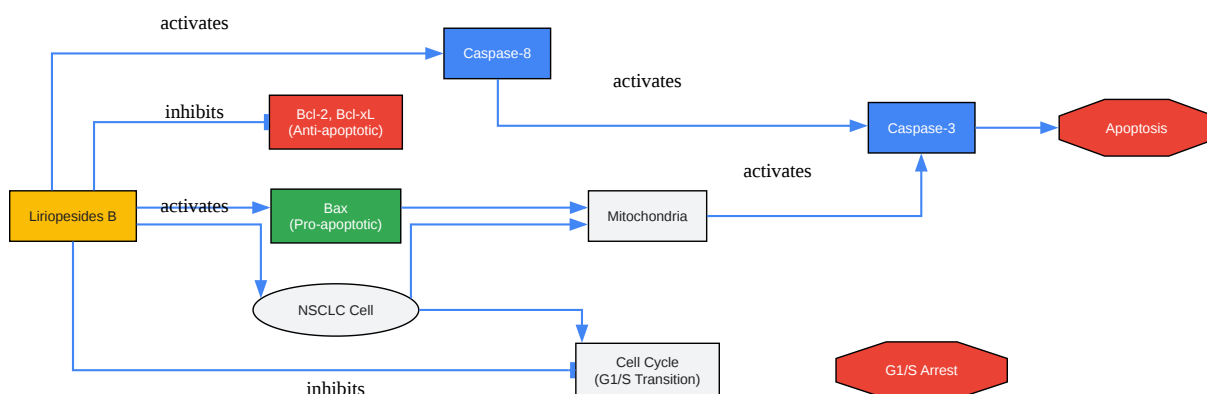 activates
Caspase-8
activates
inhibits
Bcl-2, Bcl-xL
(Anti-apoptotic)
Caspase-3
Apoptosis
activates
Liriopesides B
activates
Bax
(Pro-apoptotic)
Mitochondria
NSCLC Cell
Cell Cycle
(G1/S Transition)
G1/S Arrest
inhibits